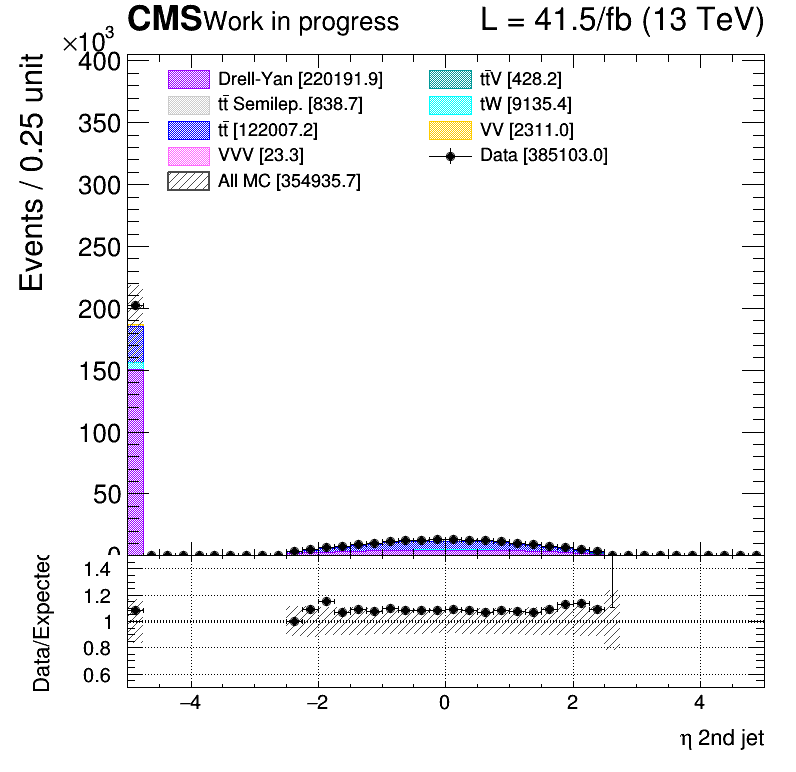 CMS Work in progress L = 41.5/fb (13 TeV)
×10³
Events / 0.25 unit
400
350
300
250
200
150
100
50
0
Drell-Yan [220191.9]
tt̄ Semilep. [838.7]
tt̄ [122007.2]
VVV [23.3]
All MC [354935.7]
tt̄V [428.2]
tW [9135.4]
VV [2311.0]
Data [385103.0]
Data/Expected
1.4
1.2
1
0.8
0.6
−4 −2 0 2 4
η 2nd jet